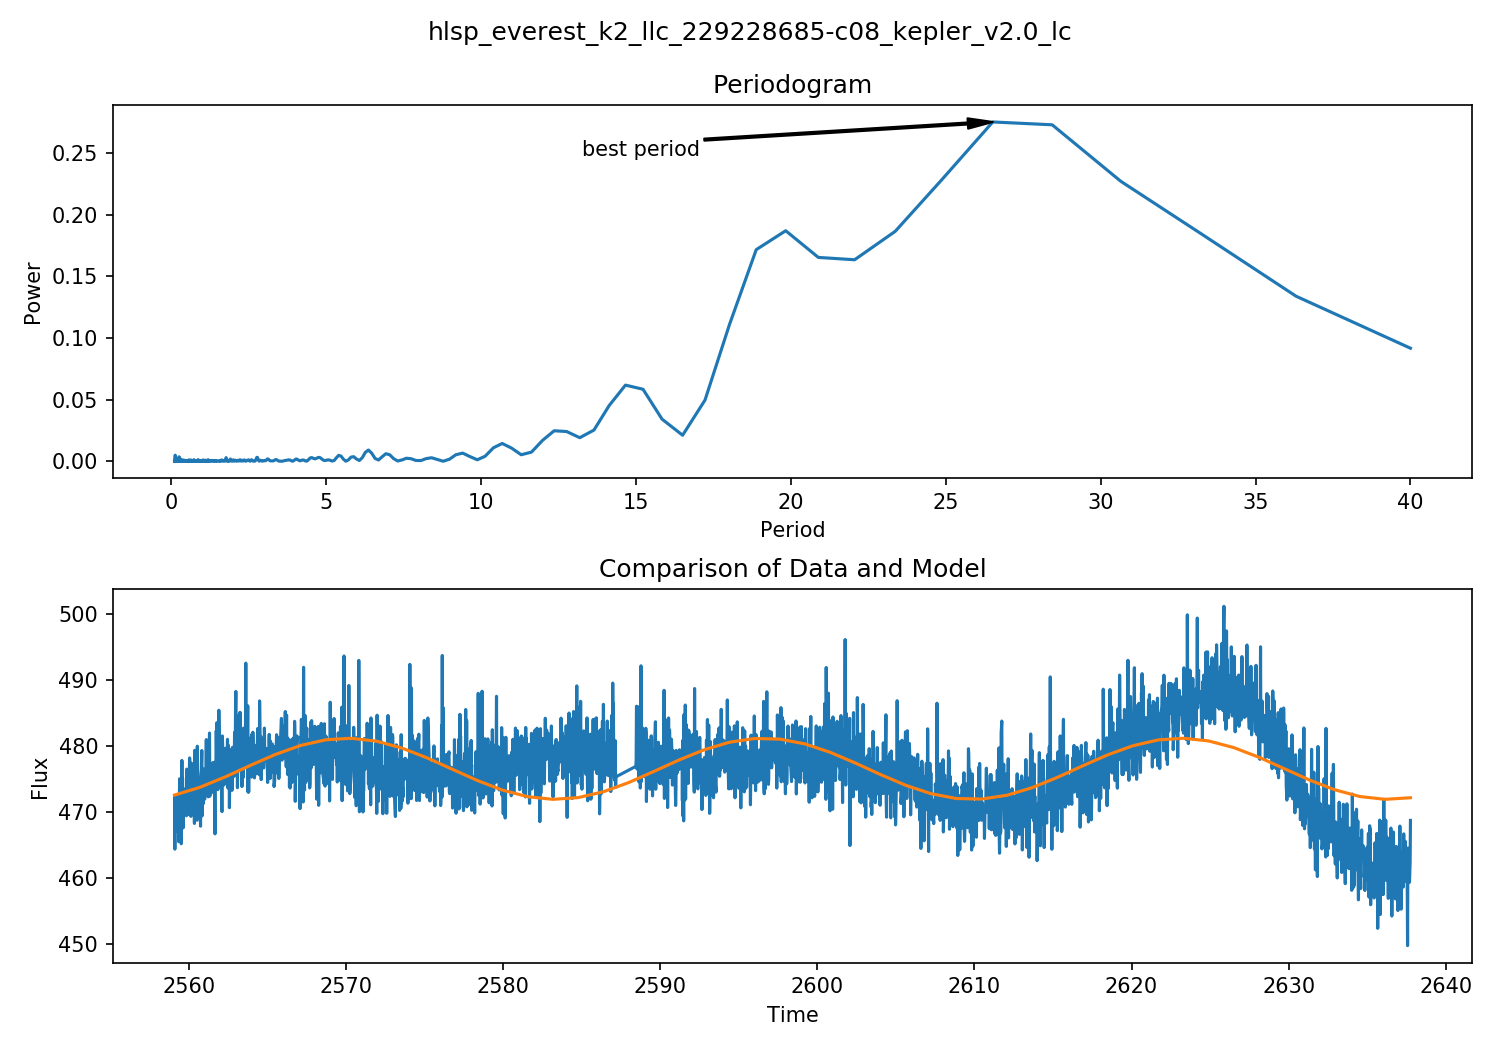 hlsp_everest_k2_llc_229228685-c08_kepler_v2.0_lc
Periodogram
best period
Power
0.25
0.20
0.15
0.10
0.05
0.00
0 5 10 15 20 25 30 35 40
Period
Comparison of Data and Model
Flux
500
490
480
470
460
450
2560 2570 2580 2590 2600 2610 2620 2630 2640
Time